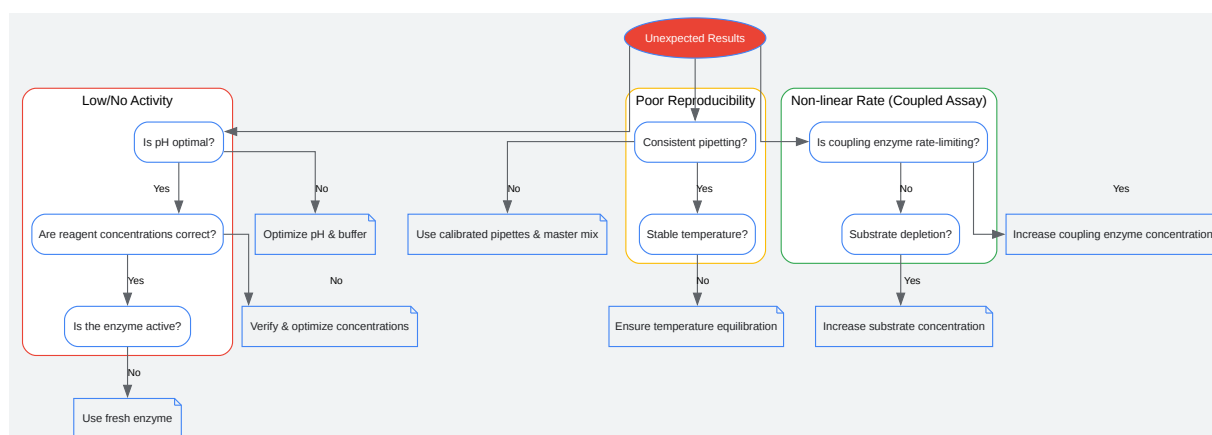 Unexpected Results
Low/No Activity
Poor Reproducibility
Non-linear Rate (Coupled Assay)
Is pH optimal?
Consistent pipetting?
Is coupling enzyme rate-limiting?
Yes
No
No
Yes
No
Yes
Are reagent concentrations correct?
Optimize pH & buffer
Use calibrated pipettes & master mix
Stable temperature?
Substrate depletion?
Increase coupling enzyme concentration
Yes
No
No
Yes
Is the enzyme active?
Verify & optimize concentrations
Ensure temperature equilibration
Increase substrate concentration
No
Use fresh enzyme